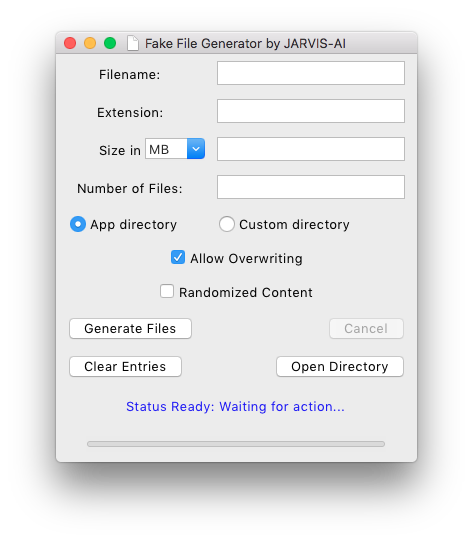 Fake File Generator by JARVIS-AI
Filename:
Extension:
Size in MB
Number of Files:
App directory Custom directory
Allow Overwriting
Randomized Content
Generate Files Cancel
Clear Entries Open Directory
Status Ready: Waiting for action...